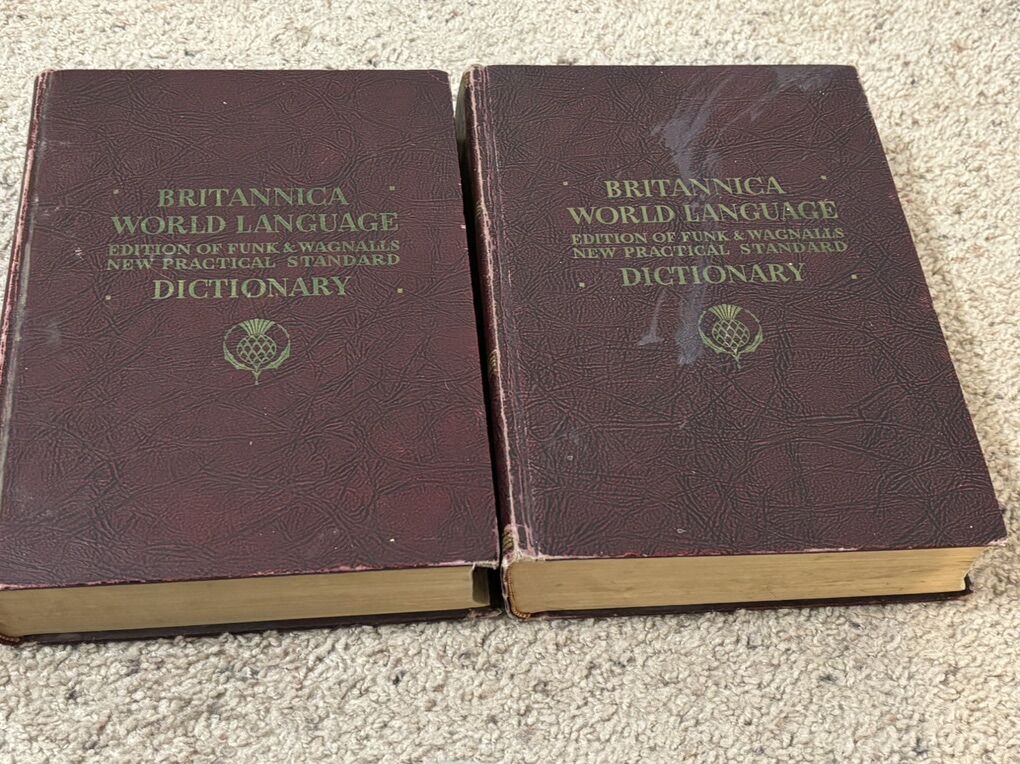 BRITANNICA
WORLD LANGUAGE
EDITION OF FUNK & WAGNALLS
NEW PRACTICAL STANDARD
DICTIONARY
BRITANNICA
WORLD LANGUAGE
EDITION OF FUNK & WAGNALLS
NEW PRACTICAL STANDARD
DICTIONARY